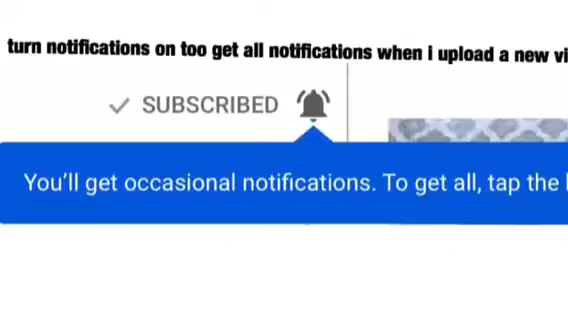 turn notifications on too get all notifications when i upload a new vi
SUBSCRIBED
You'll get occasional notifications. To get all, tap the